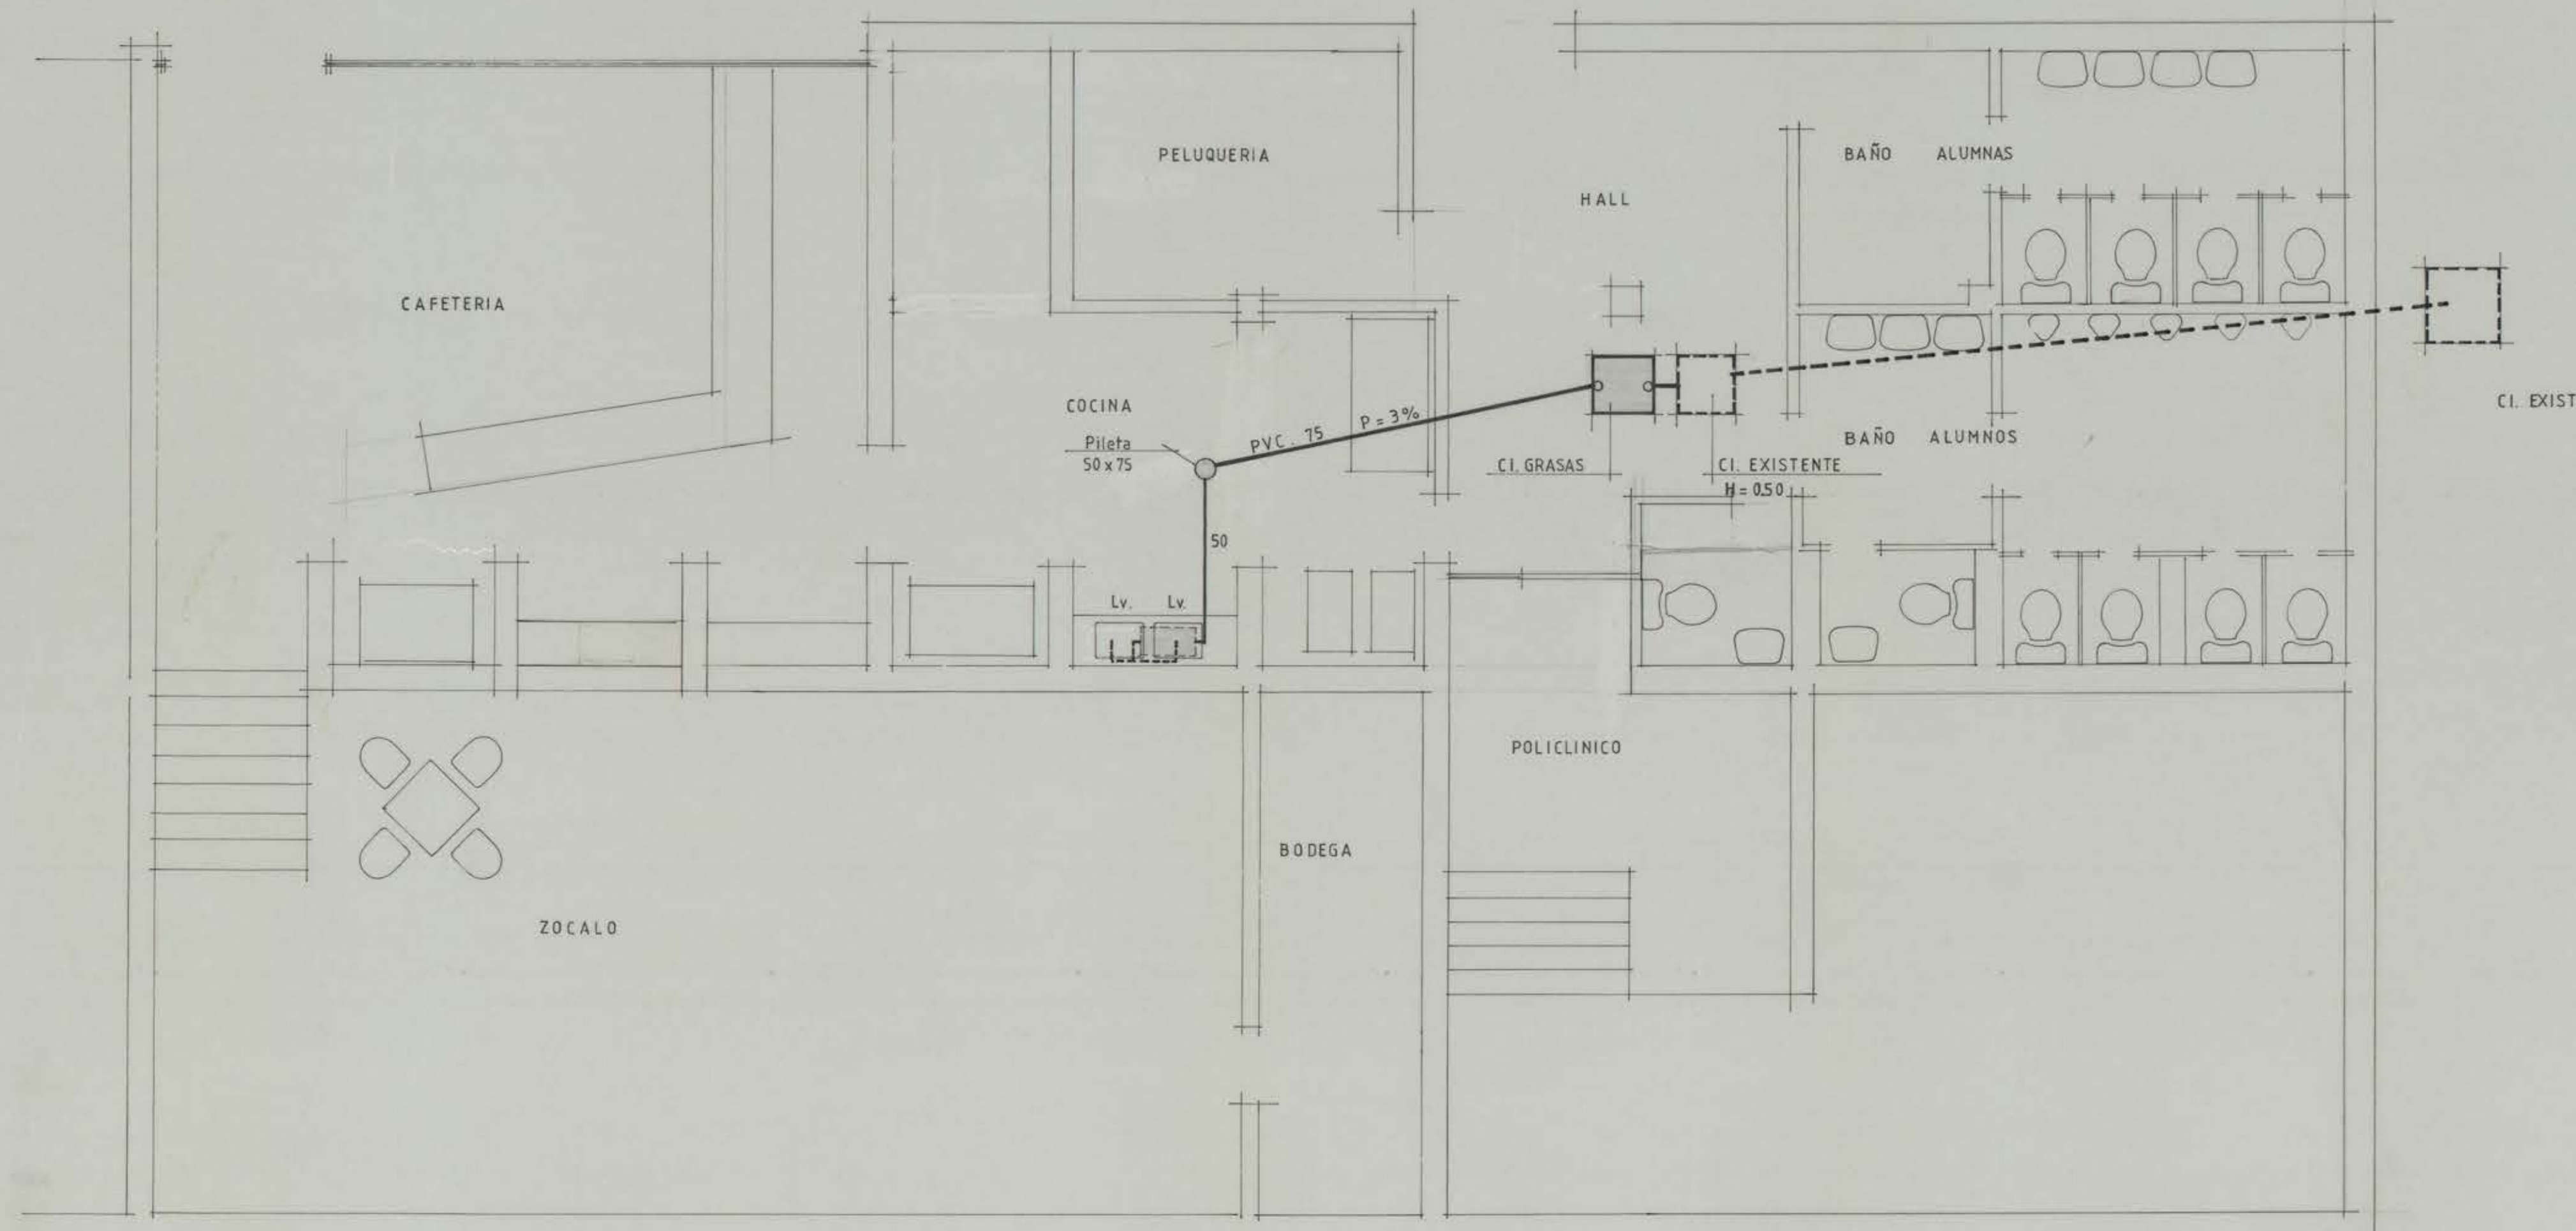 PELUQUERIA
BAÑO ALUMNAS
HALL
CAFETERIA
COCINA
Pileta
50 x 75
PVC. 75 P = 3%
CI. EXIST
BAÑO ALUMNOS
CI. GRASAS
CI. EXISTENTE
H = 0.50
50
Lv. Lv.
POLICLINICO
BODEGA
ZOCALO